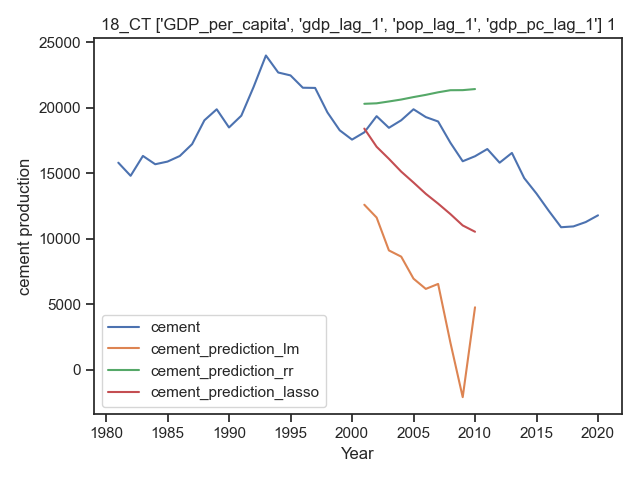 18_CT ['GDP_per_capita', 'gdp_lag_1', 'pop_lag_1', 'gdp_pc_lag_1'] 1
25000
20000
15000
10000
5000
0
cement production
cement
cement_prediction_lm
cement_prediction_rr
cement_prediction_lasso
1980 1985 1990 1995 2000 2005 2010 2015 2020
Year